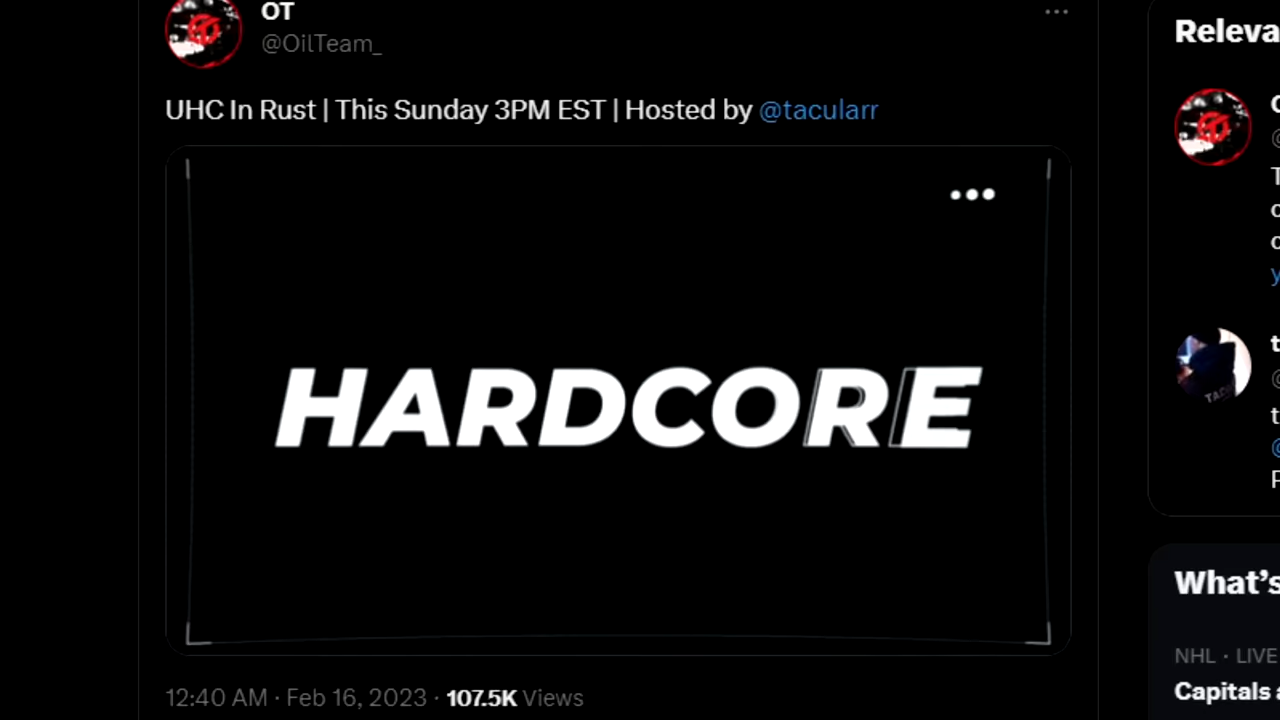 OT
@OilTeam_
UHC In Rust | This Sunday 3PM EST | Hosted by @tacularr
HARDCORE
12:40 AM · Feb 16, 2023 · 107.5K Views
Releva
What's
NHL · LIVE
Capitals